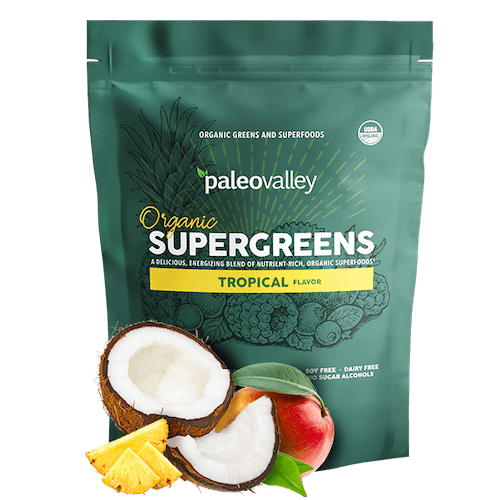 ORGANIC GREENS AND SUPERFOODS
USDA
ORGANIC
paleovalley
Organic
SUPERGREENS
A DELICIOUS, ENERGIZING BLEND OF NUTRIENT-RICH, ORGANIC SUPERFOODS*
TROPICAL FLAVOR
SOY FREE · DAIRY FREE
NO SUGAR ALCOHOLS